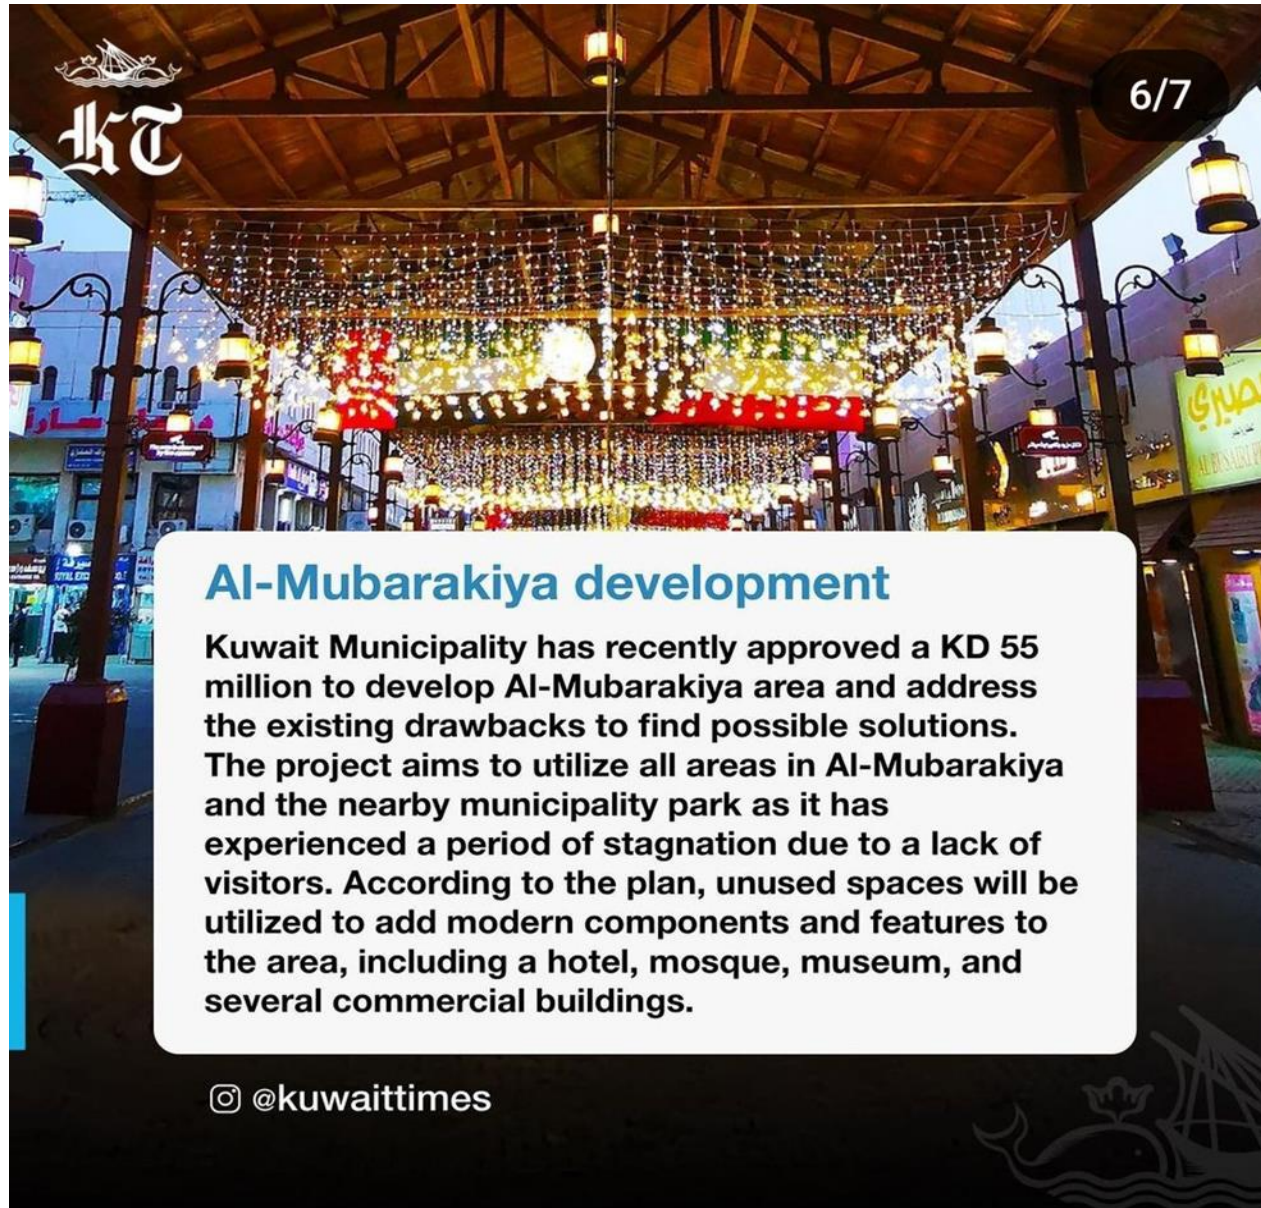 KT
6/7
صيري
Al-Mubarakiya development
Kuwait Municipality has recently approved a KD 55
million to develop Al-Mubarakiya area and address
the existing drawbacks to find possible solutions.
The project aims to utilize all areas in Al-Mubarakiya
and the nearby municipality park as it has
experienced a period of stagnation due to a lack of
visitors. According to the plan, unused spaces will be
utilized to add modern components and features to
the area, including a hotel, mosque, museum, and
several commercial buildings.
@kuwaittimes